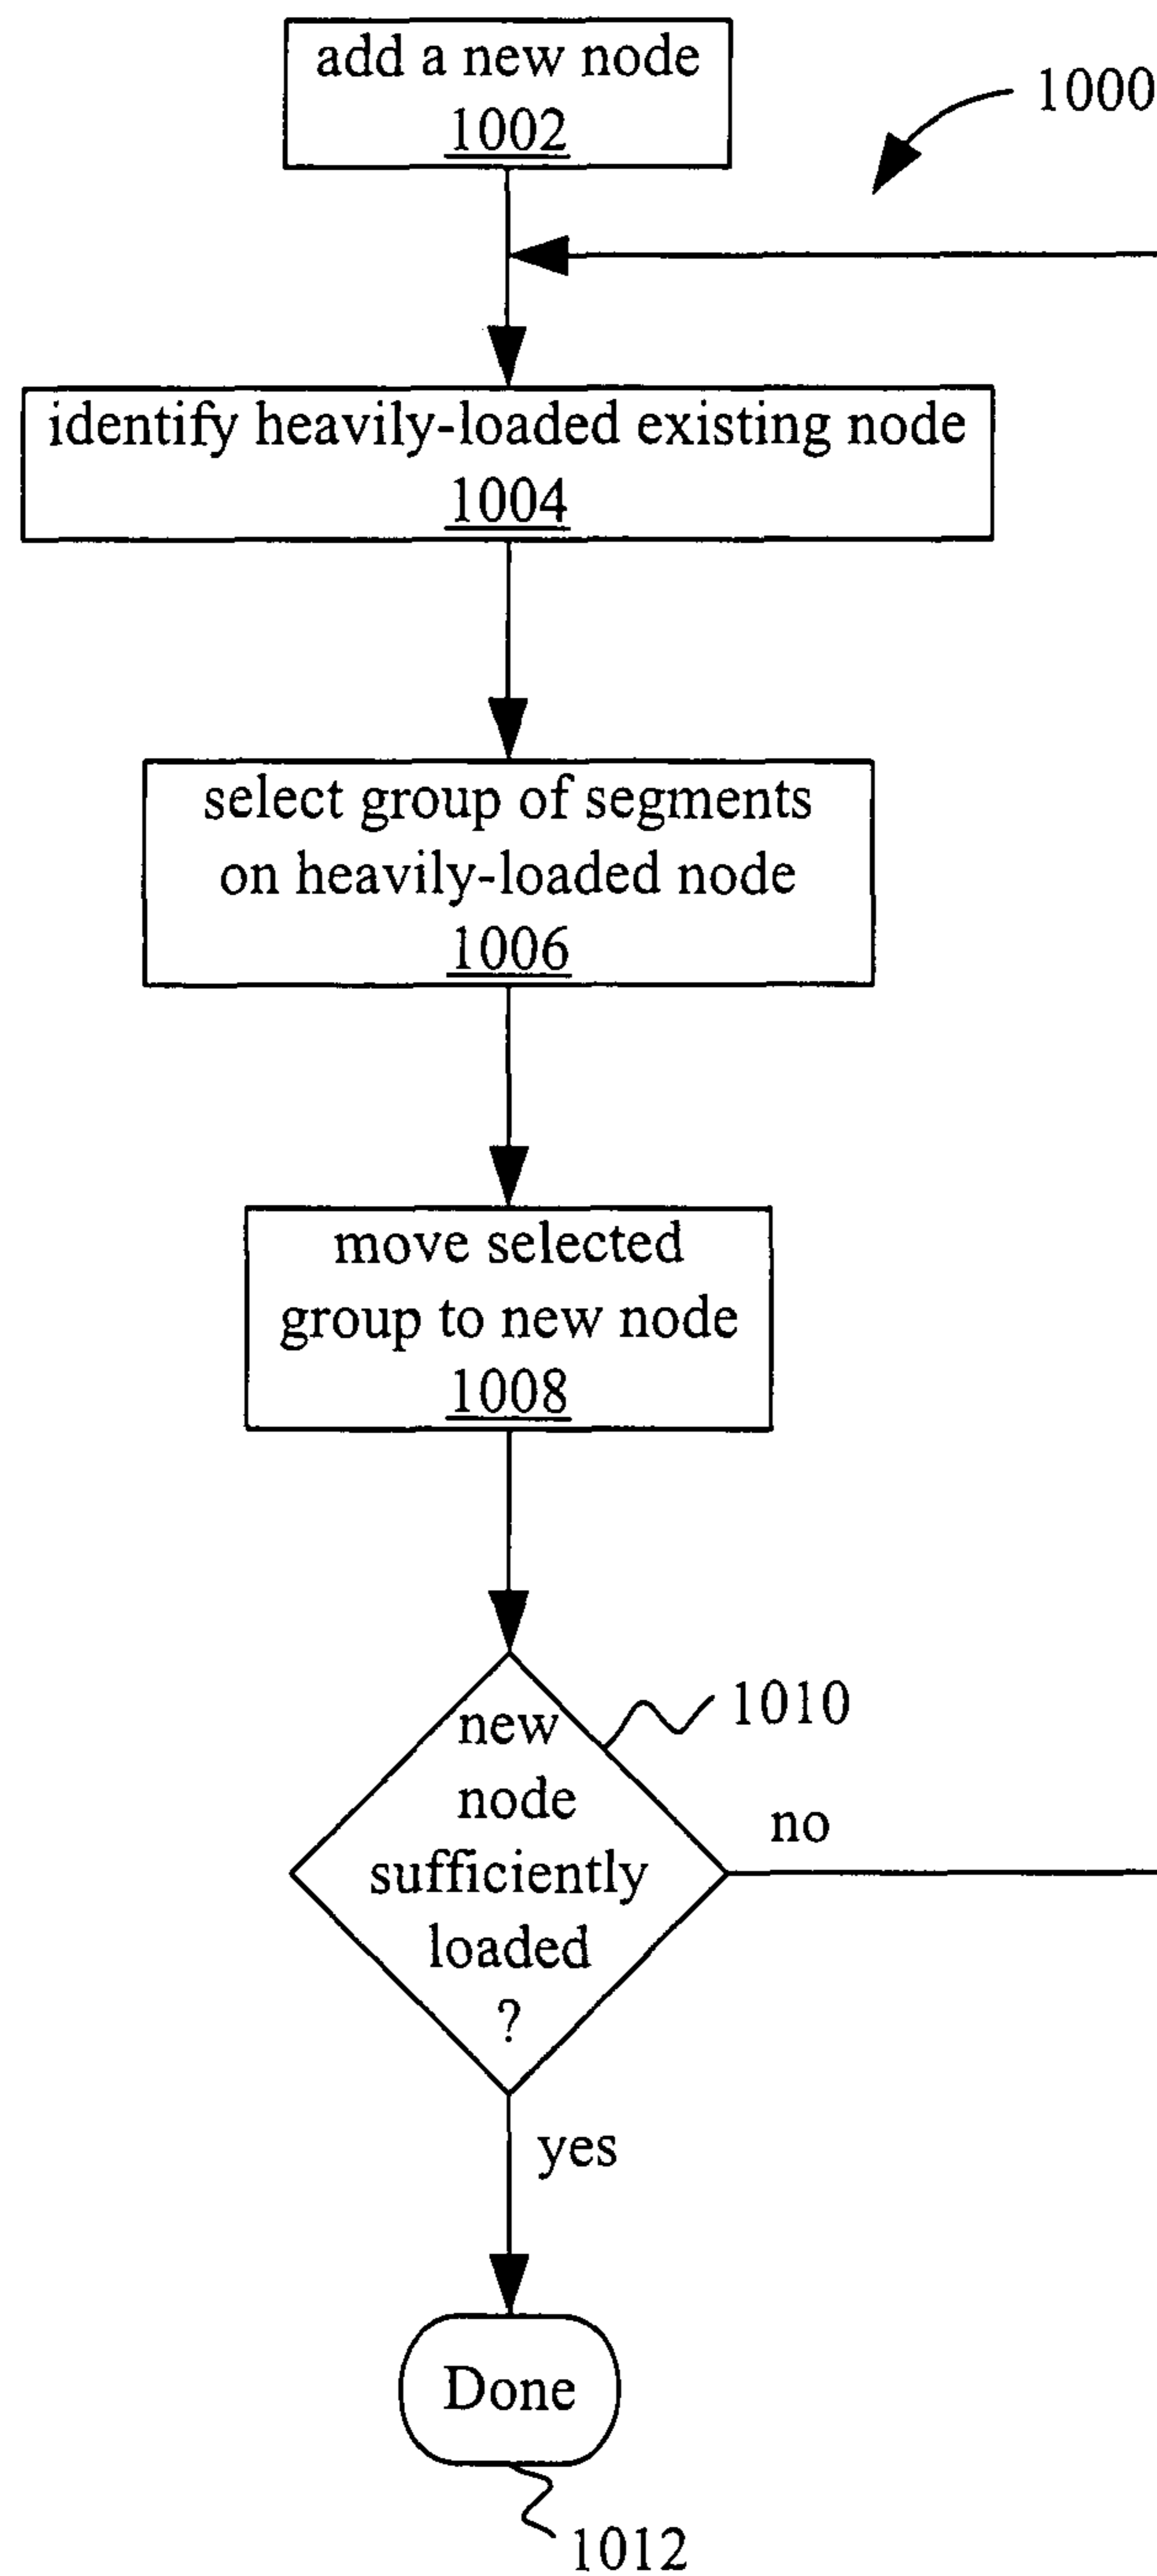 add a new node
1002
1000
identify heavily-loaded existing node
1004
select group of segments
on heavily-loaded node
1006
move selected
group to new node
1008
1010
new
node
sufficiently
loaded
?
no
yes
Done
1012